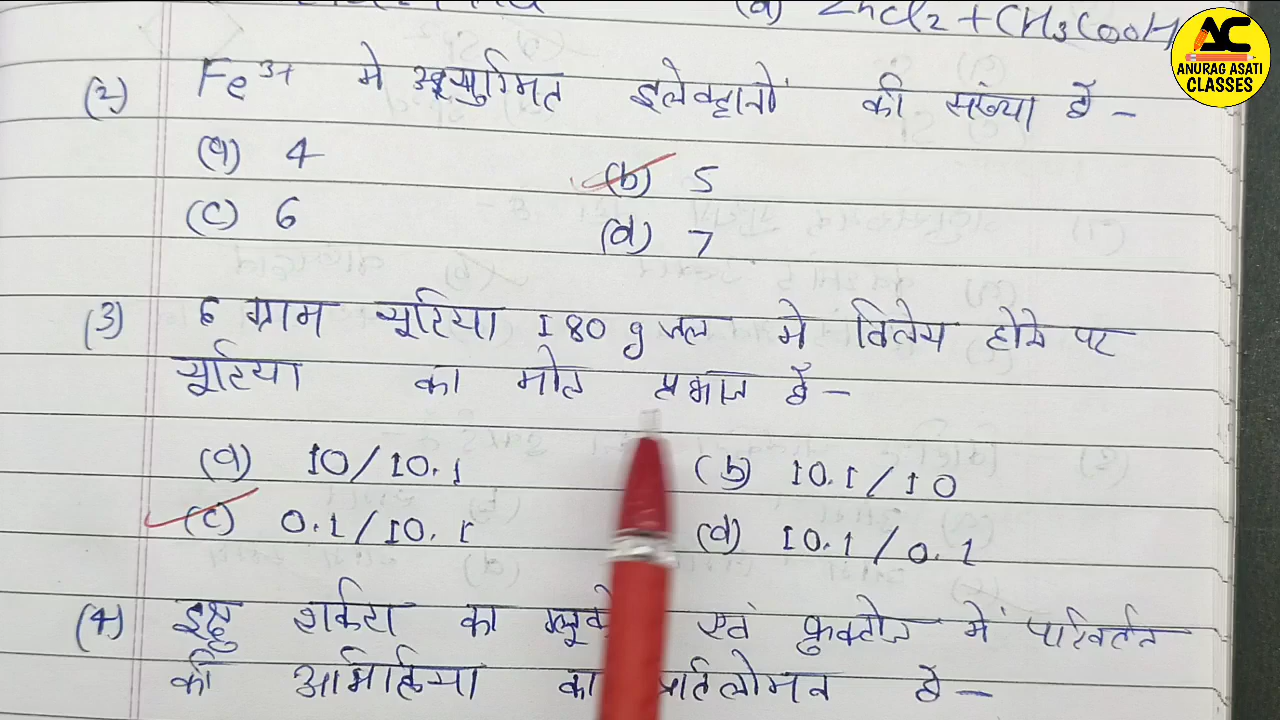 (a) ZnCl₂ + CH₃COOH
AC
ANURAG ASATI
CLASSES
(2) Fe³⁺ मे अयुग्मित इलेक्ट्रानों की संख्या है -
(a) 4 (b) 5
(c) 6 (d) 7
(3) 6 ग्राम यूरिया 180 g जल मे विलेय होने पर
यूरिया का मोल प्रभाज है -
(a) 10/10.1 (b) 10.1/10
(c) 0.1/10.1 (d) 10.1/0.1
(4) इक्षु शर्करा का एवं फ्रुक्टोज में परिवर्तन
की अभिक्रिया का प्रतिलोमन है -